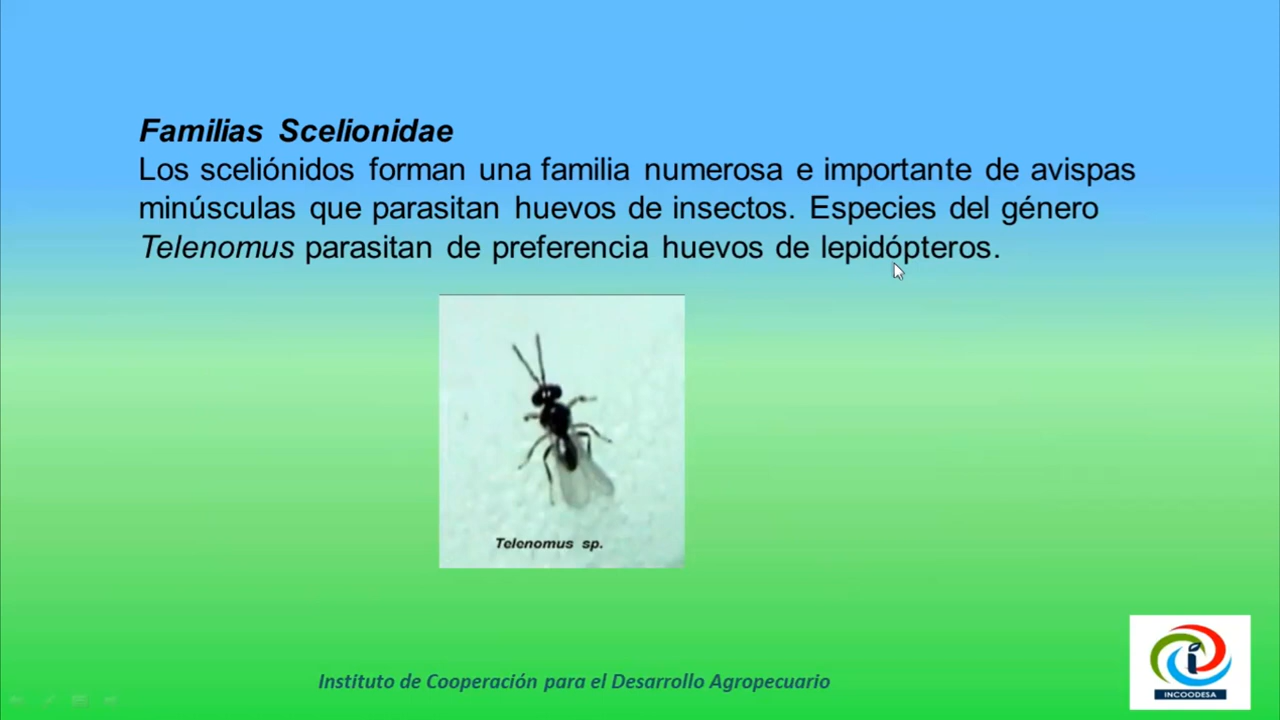 Familias Scelionidae
Los sceliónidos forman una familia numerosa e importante de avispas
minúsculas que parasitan huevos de insectos. Especies del género
Telenomus parasitan de preferencia huevos de lepidópteros.
Telenomus sp.
Instituto de Cooperación para el Desarrollo Agropecuario
INCOODESA